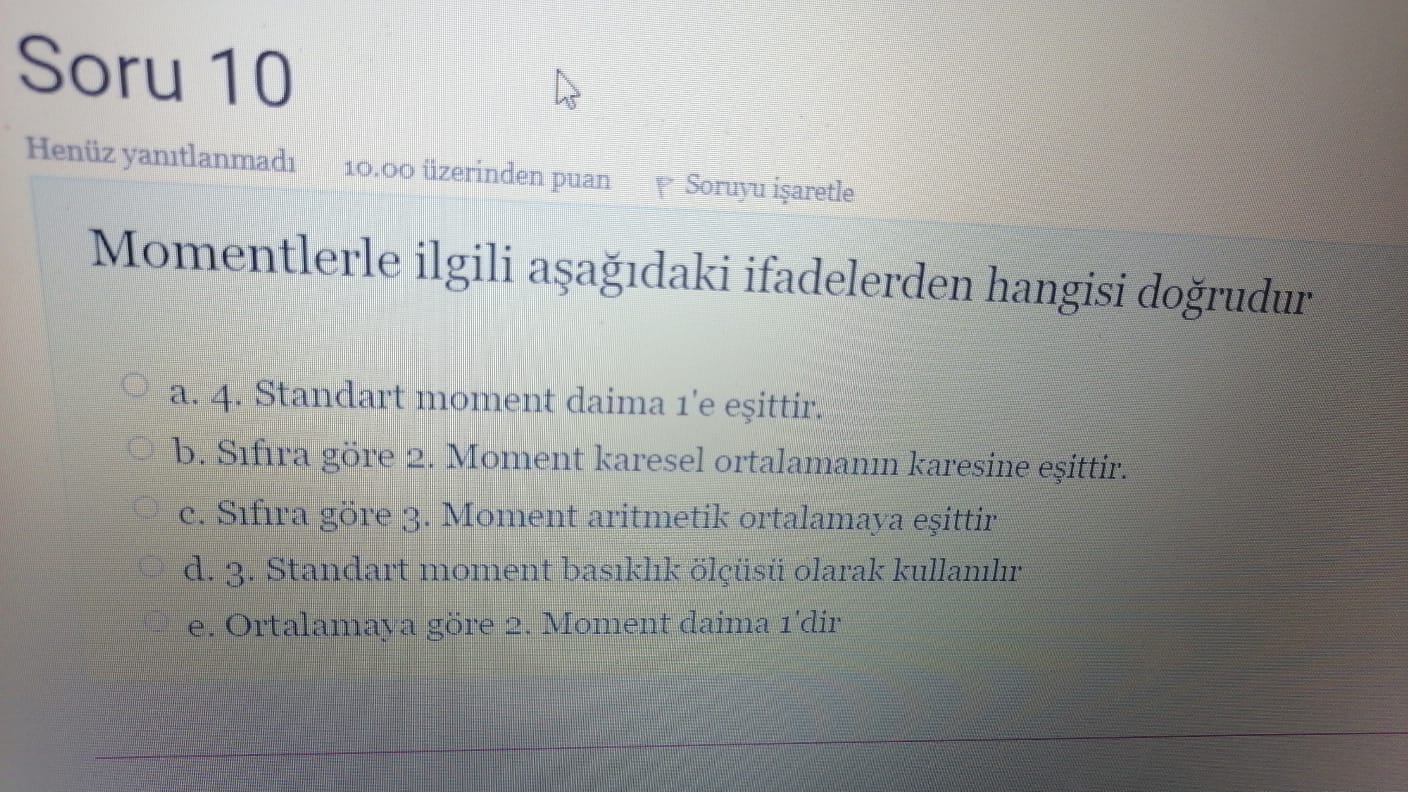 Soru 10
Henüz yanıtlanmadı 10.00 üzerinden puan Soruyu işaretle
Momentlerle ilgili aşağıdaki ifadelerden hangisi doğrudur
a. 4. Standart moment daima 1'e eşittir.
b. Sıfıra göre 2. Moment karesel ortalamanın karesine eşittir.
c. Sıfıra göre 3. Moment aritmetik ortalamaya eşittir
d. 3. Standart moment basıklık ölçüsü olarak kullanılır
e. Ortalamaya göre 2. Moment daima 1'dir